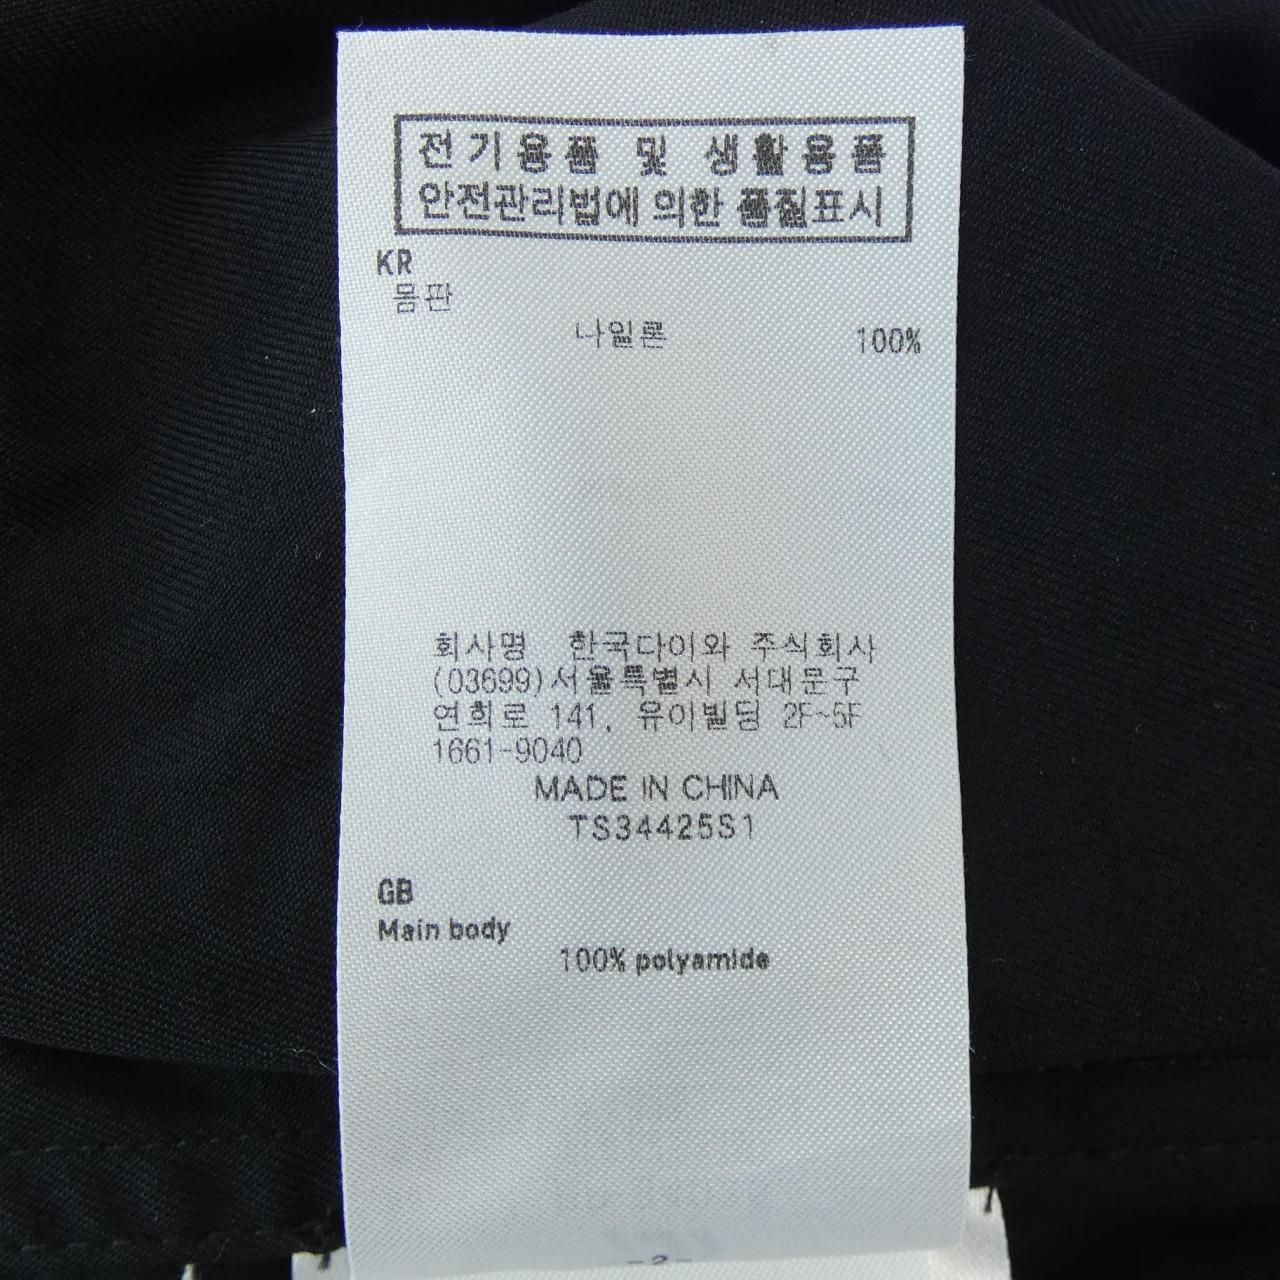 전기용품 및 생활용품
안전관리법에 의한 품질표시
KR
몸판
나일론 100%
회사명 한국다이와 주식회사
(03699)서울특별시 서대문구
연희로 141, 유이빌딩 2F~5F
1661-9040
MADE IN CHINA
TS34425S1
GB
Main body
100% polyamide
-2-